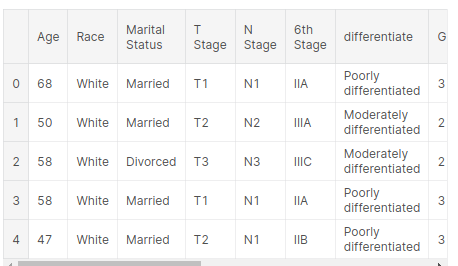 Age Race Marital Status T Stage N Stage 6th Stage differentiate G
0 68 White Married T1 N1 IIA Poorly differentiated 3
1 50 White Married T2 N2 IIIA Moderately differentiated 2
2 58 White Divorced T3 N3 IIIC Moderately differentiated 2
3 58 White Married T1 N1 IIA Poorly differentiated 3
4 47 White Married T2 N1 IIB Poorly differentiated 3